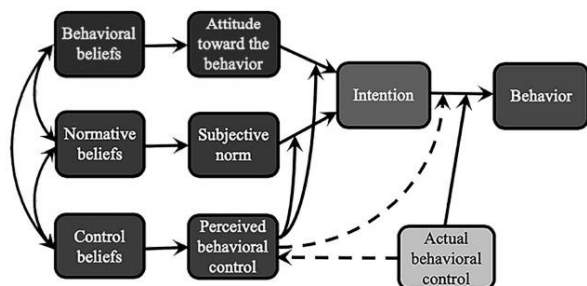 Behavioral
beliefs
Attitude
toward the
behavior
Intention
Behavior
Normative
beliefs
Subjective
norm
Control
beliefs
Perceived
behavioral
control
Actual
behavioral
control